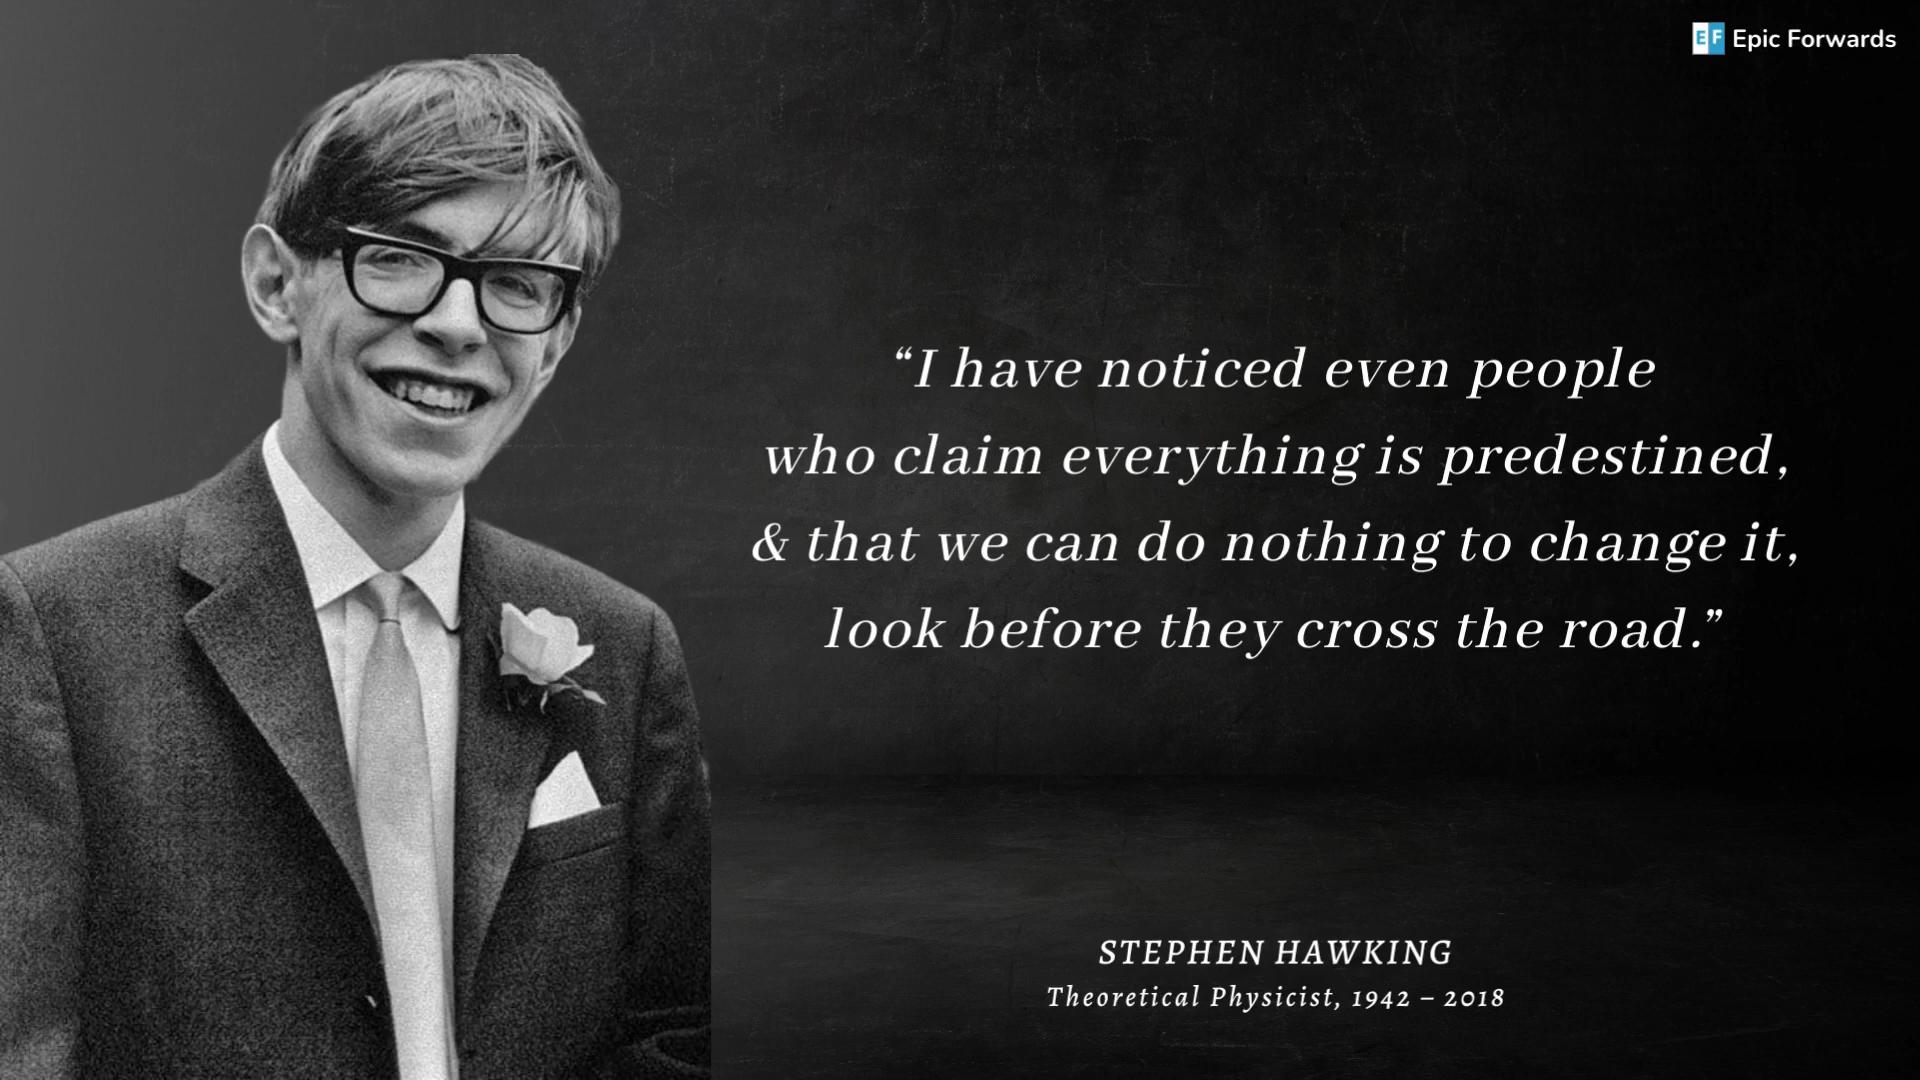 EF Epic Forwards
“I have noticed even people
who claim everything is predestined,
& that we can do nothing to change it,
look before they cross the road.”
STEPHEN HAWKING
Theoretical Physicist, 1942 – 2018